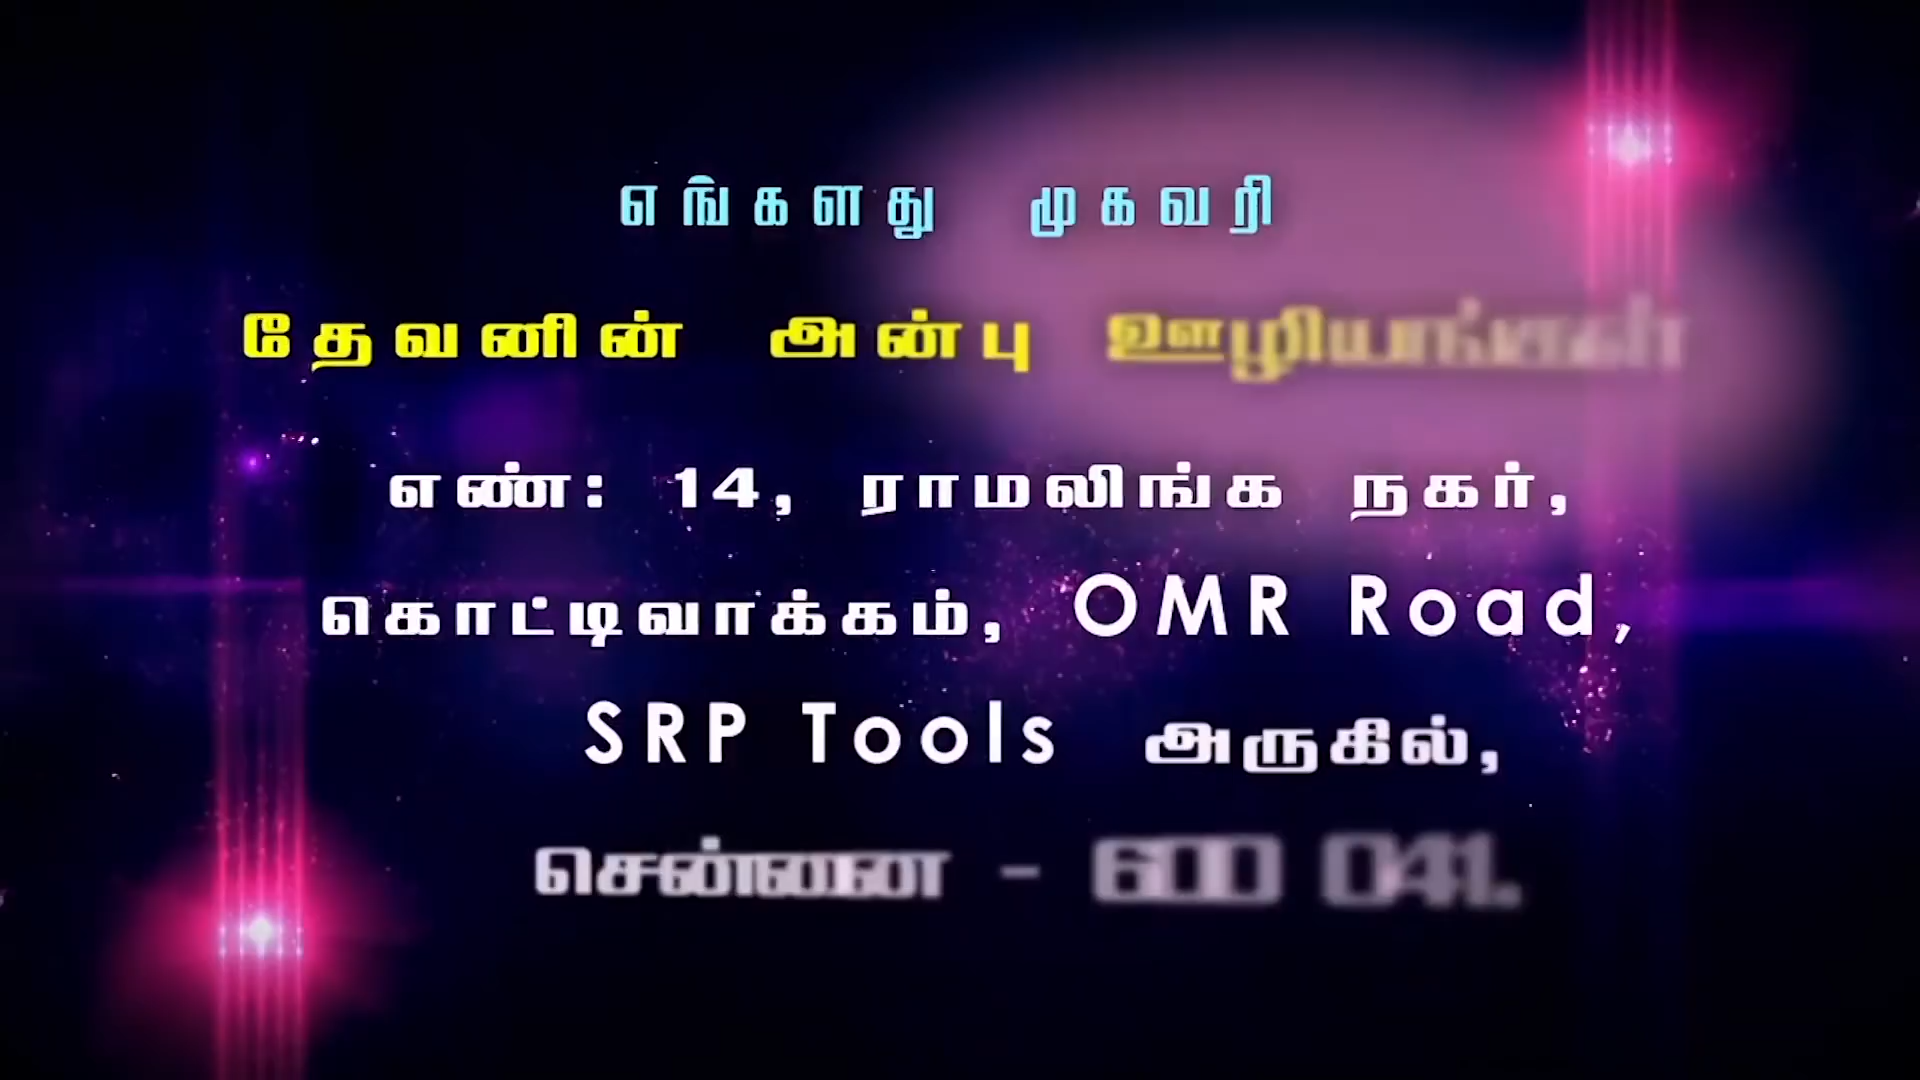 எங்களது முகவரி
தேவனின் அன்பு ஊழியங்கள்
எண்: 14, ராமலிங்க நகர்,
கொட்டிவாக்கம், OMR Road,
SRP Tools அருகில்,
சென்னை - 600 041.